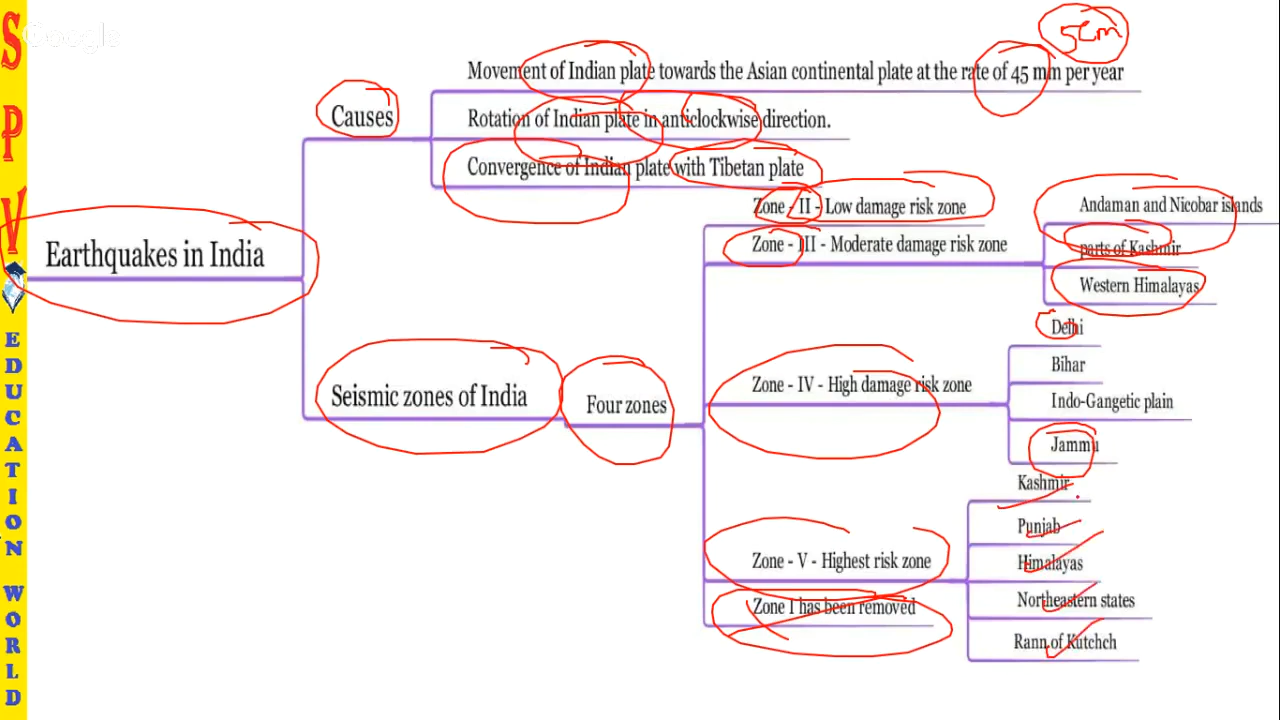 Google
S
P
V
EDUCATION
WORLD
5cm
Movement of Indian plate towards the Asian continental plate at the rate of 45 mm per year
Causes
Rotation of Indian plate in anticlockwise direction.
Convergence of Indian plate with Tibetan plate
Earthquakes in India
Zone - II - Low damage risk zone
Andaman and Nicobar islands
Zone - III - Moderate damage risk zone
parts of Kashmir
Western Himalayas
Seismic zones of India
Four zones
Delhi
Bihar
Zone - IV - High damage risk zone
Indo-Gangetic plain
Jammu
Kashmir
Punjab
Zone - V - Highest risk zone
Himalayas
Northeastern states
Rann of Kutchch
Zone I has been removed